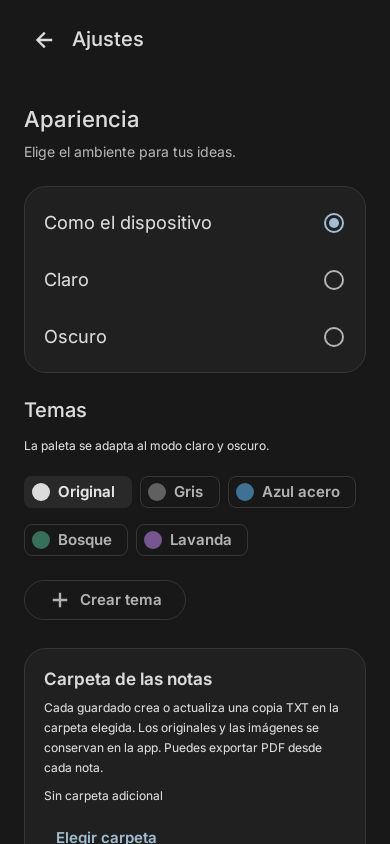 Ajustes
Apariencia
Elige el ambiente para tus ideas.
Como el dispositivo
Claro
Oscuro
Temas
La paleta se adapta al modo claro y oscuro.
Original
Gris
Azul acero
Bosque
Lavanda
Crear tema
Carpeta de las notas
Cada guardado crea o actualiza una copia TXT en la
carpeta elegida. Los originales y las imágenes se
conservan en la app. Puedes exportar PDF desde
cada nota.
Sin carpeta adicional
Elegir carpeta